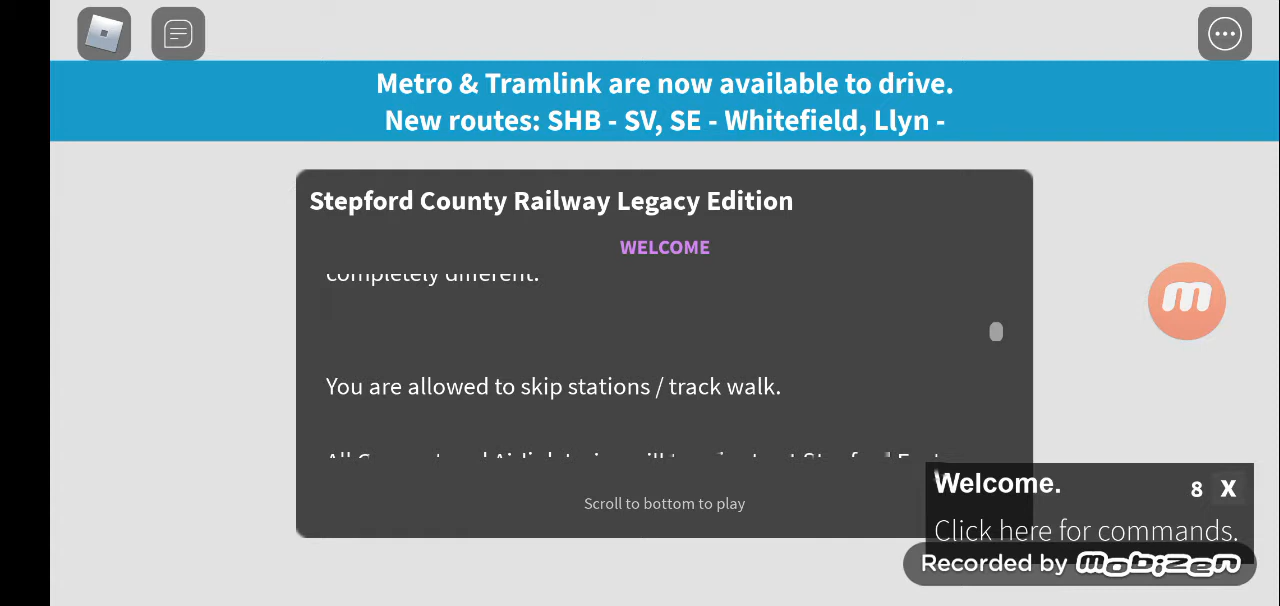 Metro & Tramlink are now available to drive.
New routes: SHB - SV, SE - Whitefield, Llyn -
Stepford County Railway Legacy Edition
WELCOME
completely different.
You are allowed to skip stations / track walk.
Scroll to bottom to play
Welcome.
8 X
Click here for commands.
Recorded by mobizen